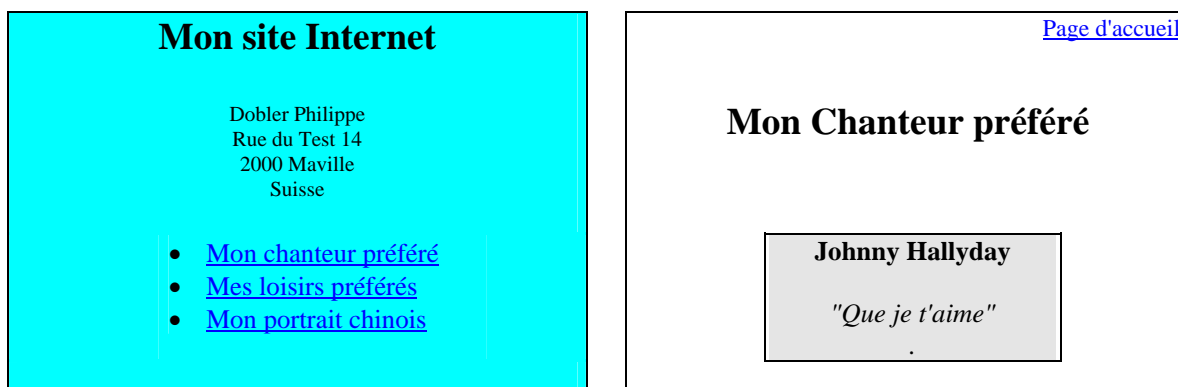 Mon site Internet
Dobler Philippe
Rue du Test 14
2000 Maville
Suisse
• Mon chanteur préféré
• Mes loisirs préférés
• Mon portrait chinois
Page d'accueil
Mon Chanteur préféré
Johnny Hallyday
"Que je t'aime"
.